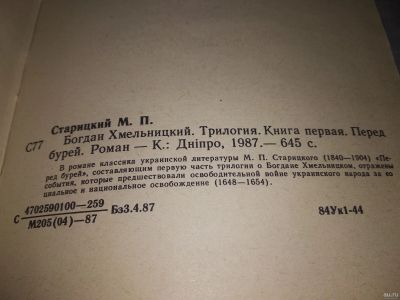 Старицкий М. П.
С77
Богдан Хмельницкий. Трилогия. Книга первая. Перед
бурей. Роман — К.: Дніпро, 1987.— 645 с.
В романе классика украинской литературы М. П. Старицкого (1840—1904) «Пе-
ред бурей», составляющим первую часть трилогии о Богдане Хмельницком, отражены
события, которые предшествовали освободительной войне украинского народа за со
циальное и национальное освобождение (1648—1654).
С 4702590100—259
М205(04)—87
Бз3.4.87
84Ук1-44
au.ru